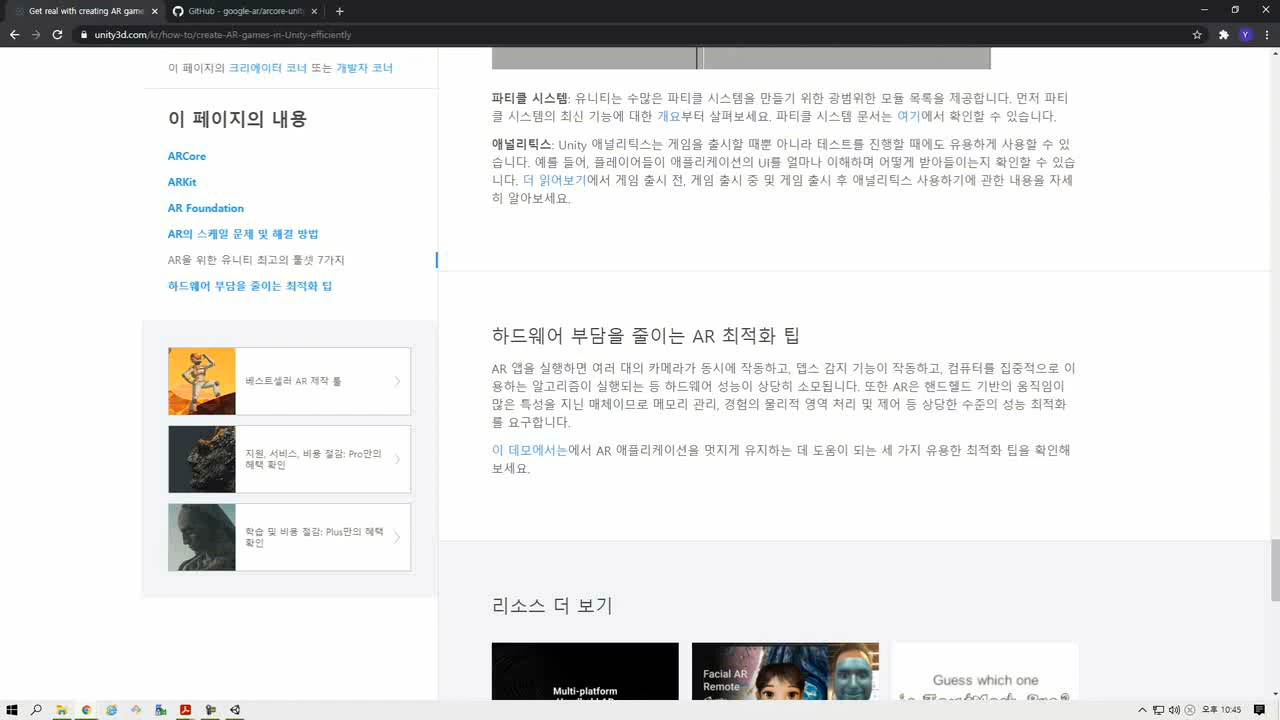 Get real with creating AR games
GitHub - google-ar/arcore-unity
unity3d.com/kr/how-to/create-AR-games-in-Unity-efficiently
Y
이 페이지의 크리에이터 코너 또는 개발자 코너
이 페이지의 내용
ARCore
ARKit
AR Foundation
AR의 스케일 문제 및 해결 방법
AR을 위한 유니티 최고의 툴셋 7가지
하드웨어 부담을 줄이는 최적화 팁
베스트셀러 AR 제작 툴
지원, 서비스, 비용 절감: Pro만의
혜택 확인
학습 및 비용 절감: Plus만의 혜택
확인
파티클 시스템: 유니티는 수많은 파티클 시스템을 만들기 위한 광범위한 모듈 목록을 제공합니다. 먼저 파티
클 시스템의 최신 기능에 대한 개요부터 살펴보세요. 파티클 시스템 문서는 여기에서 확인할 수 있습니다.
애널리틱스: Unity 애널리틱스는 게임을 출시할 때뿐 아니라 테스트를 진행할 때에도 유용하게 사용할 수 있
습니다. 예를 들어, 플레이어들이 애플리케이션의 UI를 얼마나 이해하며 어떻게 받아들이는지 확인할 수 있습
니다. 더 읽어보기에서 게임 출시 전, 게임 출시 중 및 게임 출시 후 애널리틱스 사용하기에 관한 내용을 자세
히 알아보세요.
하드웨어 부담을 줄이는 AR 최적화 팁
AR 앱을 실행하면 여러 대의 카메라가 동시에 작동하고, 뎁스 감지 기능이 작동하고, 컴퓨터를 집중적으로 이
용하는 알고리즘이 실행되는 등 하드웨어 성능이 상당히 소모됩니다. 또한 AR은 핸드헬드 기반의 움직임이
많은 특성을 지닌 매체이므로 메모리 관리, 경험의 물리적 영역 처리 및 제어 등 상당한 수준의 성능 최적화
를 요구합니다.
이 데모에서는에서 AR 애플리케이션을 멋지게 유지하는 데 도움이 되는 세 가지 유용한 최적화 팁을 확인해
보세요.
리소스 더 보기
Multi-platform
Facial AR
Remote
Guess which one
오후 10:45